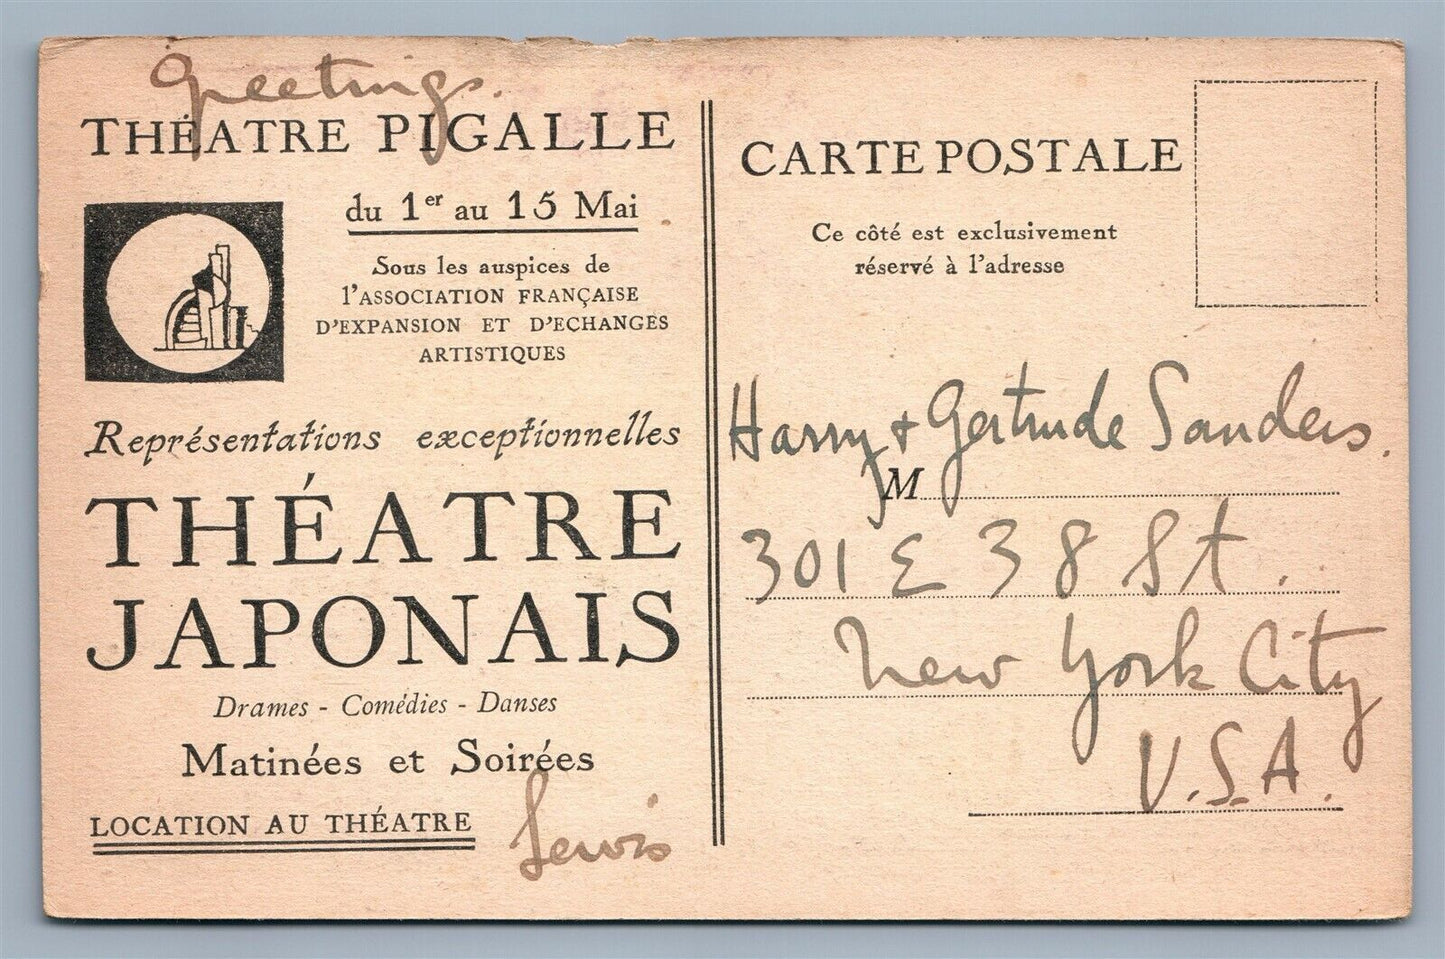 Greetings.
THÉATRE PIGALLE
du 1er au 15 Mai
Sous les auspices de
l'ASSOCIATION FRANÇAISE
D'EXPANSION ET D'ECHANGES
ARTISTIQUES
Représentations exceptionnelles
THÉATRE
JAPONAIS
Drames - Comédies - Danses
Matinées et Soirées
LOCATION AU THÉATRE
Lewis
CARTE POSTALE
Ce côté est exclusivement
réservé à l'adresse
Harry + Gertrude Sanders.
M
301 E 38 St.
New York City
U.S.A.